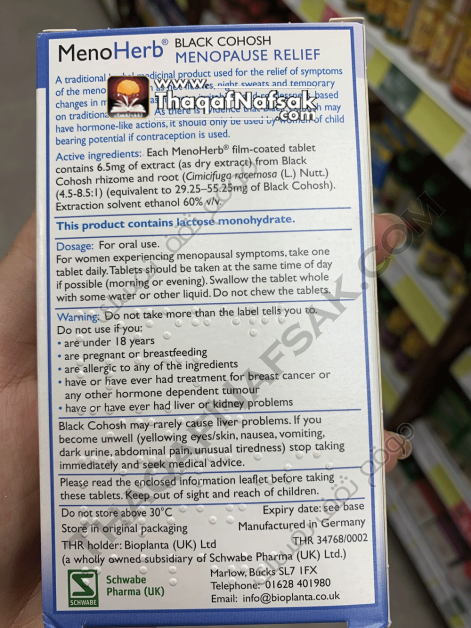 MenoHerb® BLACK COHOSH
MENOPAUSE RELIEF
A traditional herbal medicinal product used for the relief of symptoms
of the meno night sweats and temporary
changes in m based
on tradition As there is evidence that may
have hormone-like actions, it should only be used by women of child
bearing potential if contraception is used.
www.
ThaqafNafsak
.com
Active ingredients: Each MenoHerb® film-coated tablet
contains 6.5mg of extract (as dry extract) from Black
Cohosh rhizome and root (Cimicifuga racemosa (L.) Nutt.)
(4.5-8.5:1) (equivalent to 29.25–55.25mg of Black Cohosh).
Extraction solvent ethanol 60% v/v.
This product contains lactose monohydrate.
Dosage: For oral use.
For women experiencing menopausal symptoms, take one
tablet daily. Tablets should be taken at the same time of day
if possible (morning or evening). Swallow the tablet whole
with some water or other liquid. Do not chew the tablets.
Warning: Do not take more than the label tells you to.
Do not use if you:
• are under 18 years
• are pregnant or breastfeeding
• are allergic to any of the ingredients
• have or have ever had treatment for breast cancer or
any other hormone dependent tumour
• have or have ever had liver or kidney problems
Black Cohosh may rarely cause liver problems. If you
become unwell (yellowing eyes/skin, nausea, vomiting,
dark urine, abdominal pain, unusual tiredness) stop taking
immediately and seek medical advice.
Please read the enclosed information leaflet before taking
these tablets. Keep out of sight and reach of children.
Do not store above 30°C Expiry date: see base
Store in original packaging Manufactured in Germany
THR holder: Bioplanta (UK) Ltd THR 34768/0002
(a wholly owned subsidiary of Schwabe Pharma (UK) Ltd.)
SCHWABE
Schwabe
Pharma (UK)
Marlow, Bucks SL7 1FX
Telephone: 01628 401980
Email: info@bioplanta.co.uk
THAQAFNAFSAK.COM